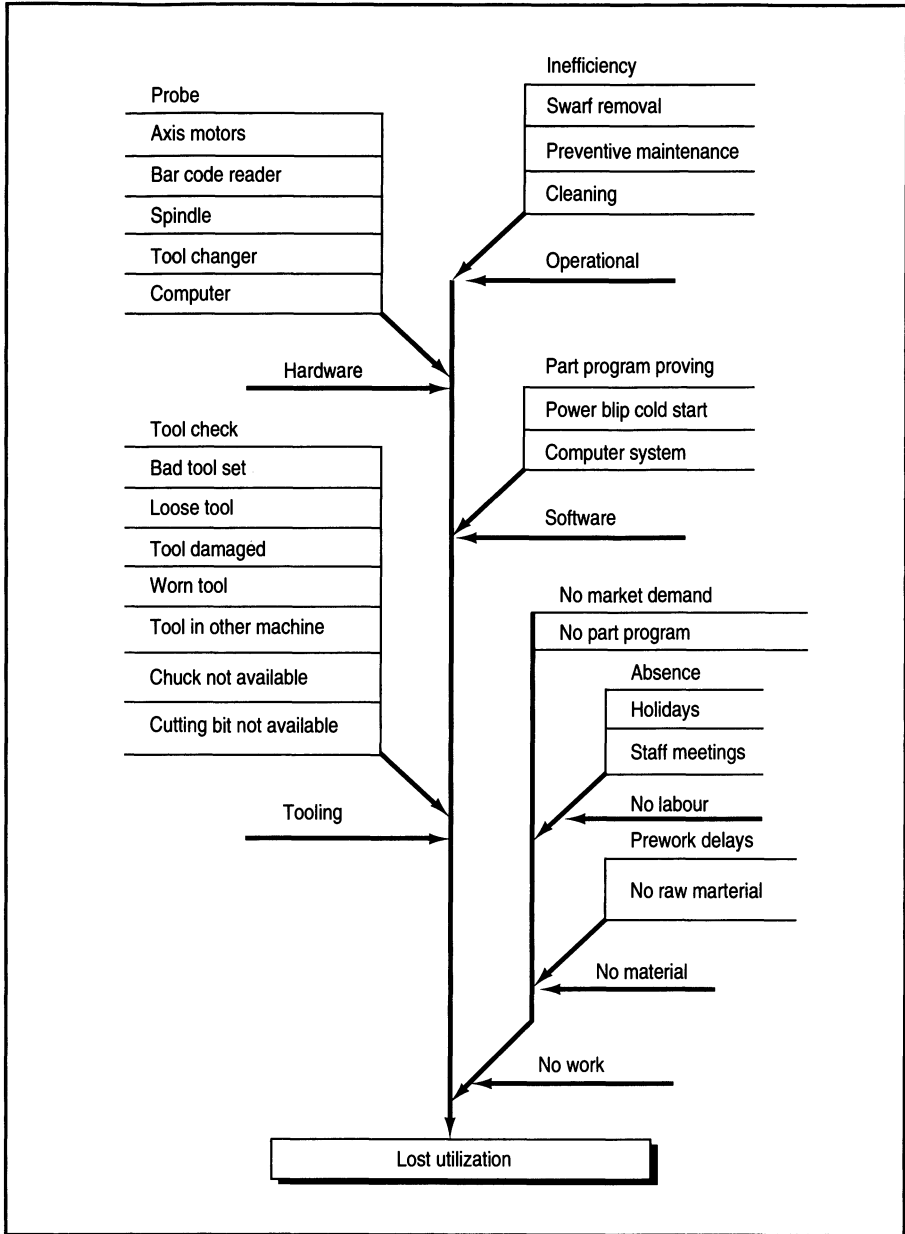 Probe
Axis motors
Bar code reader
Spindle
Tool changer
Computer
Hardware
Tool check
Bad tool set
Loose tool
Tool damaged
Worn tool
Tool in other machine
Chuck not available
Cutting bit not available
Tooling
Inefficiency
Swarf removal
Preventive maintenance
Cleaning
Operational
Part program proving
Power blip cold start
Computer system
Software
No market demand
No part program
Absence
Holidays
Staff meetings
No labour
Prework delays
No raw marterial
No material
No work
Lost utilization